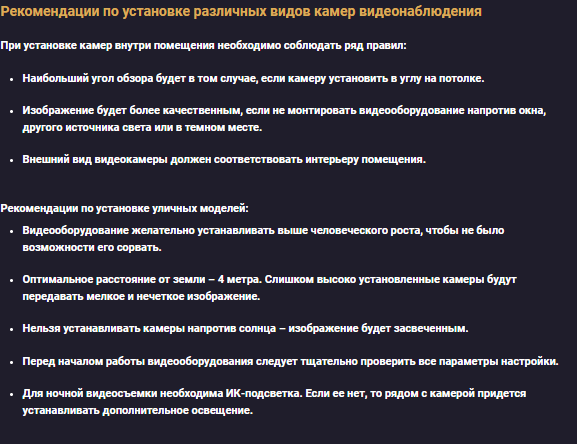 Рекомендации по установке различных видов камер видеонаблюдения
При установке камер внутри помещения необходимо соблюдать ряд правил:
• Наибольший угол обзора будет в том случае, если камеру установить в углу на потолке.
• Изображение будет более качественным, если не монтировать видеооборудование напротив окна,
другого источника света или в темном месте.
• Внешний вид видеокамеры должен соответствовать интерьеру помещения.
Рекомендации по установке уличных моделей:
• Видеооборудование желательно устанавливать выше человеческого роста, чтобы не было
возможности его сорвать.
• Оптимальное расстояние от земли – 4 метра. Слишком высоко установленные камеры будут
передавать мелкое и нечеткое изображение.
• Нельзя устанавливать камеры напротив солнца – изображение будет засвеченным.
• Перед началом работы видеооборудования следует тщательно проверить все параметры настройки.
• Для ночной видеосъемки необходима ИК-подсветка. Если ее нет, то рядом с камерой придется
устанавливать дополнительное освещение.